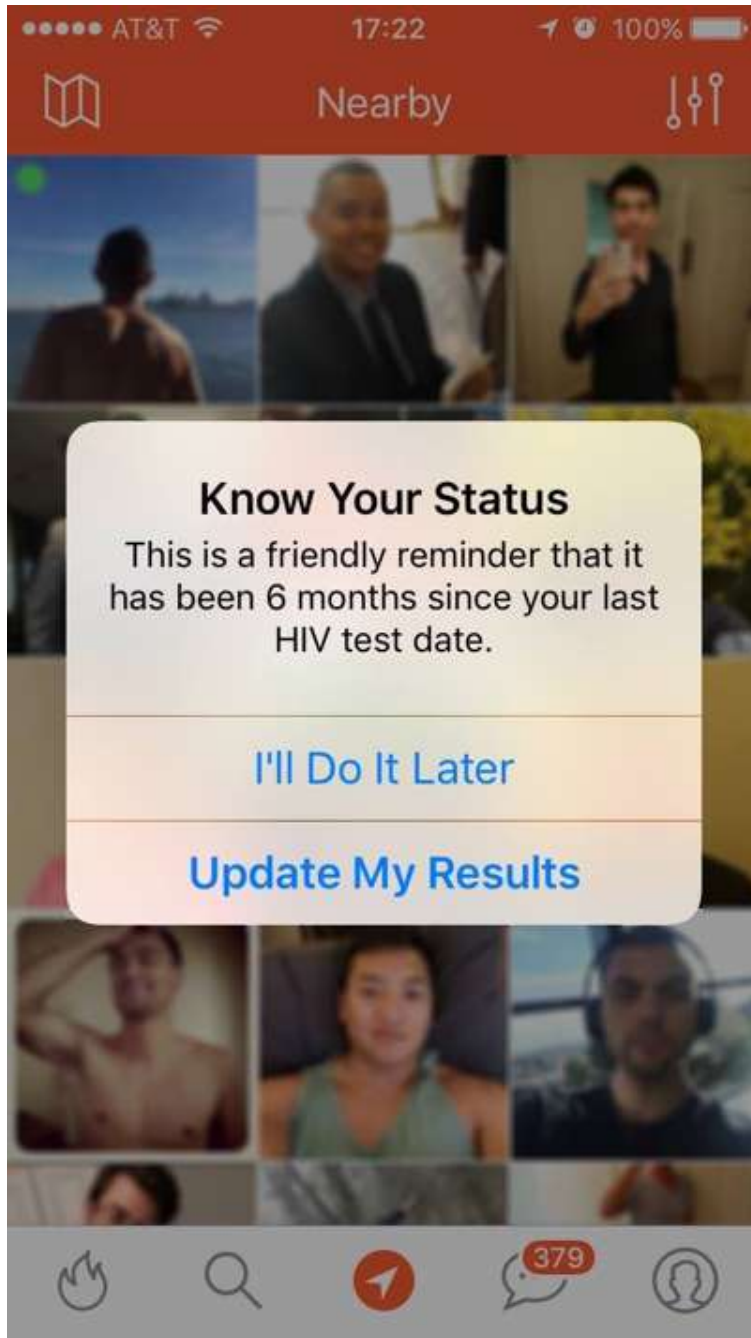 AT&T 17:22 100%
Nearby
Know Your Status
This is a friendly reminder that it
has been 6 months since your last
HIV test date.
I'll Do It Later
Update My Results
379